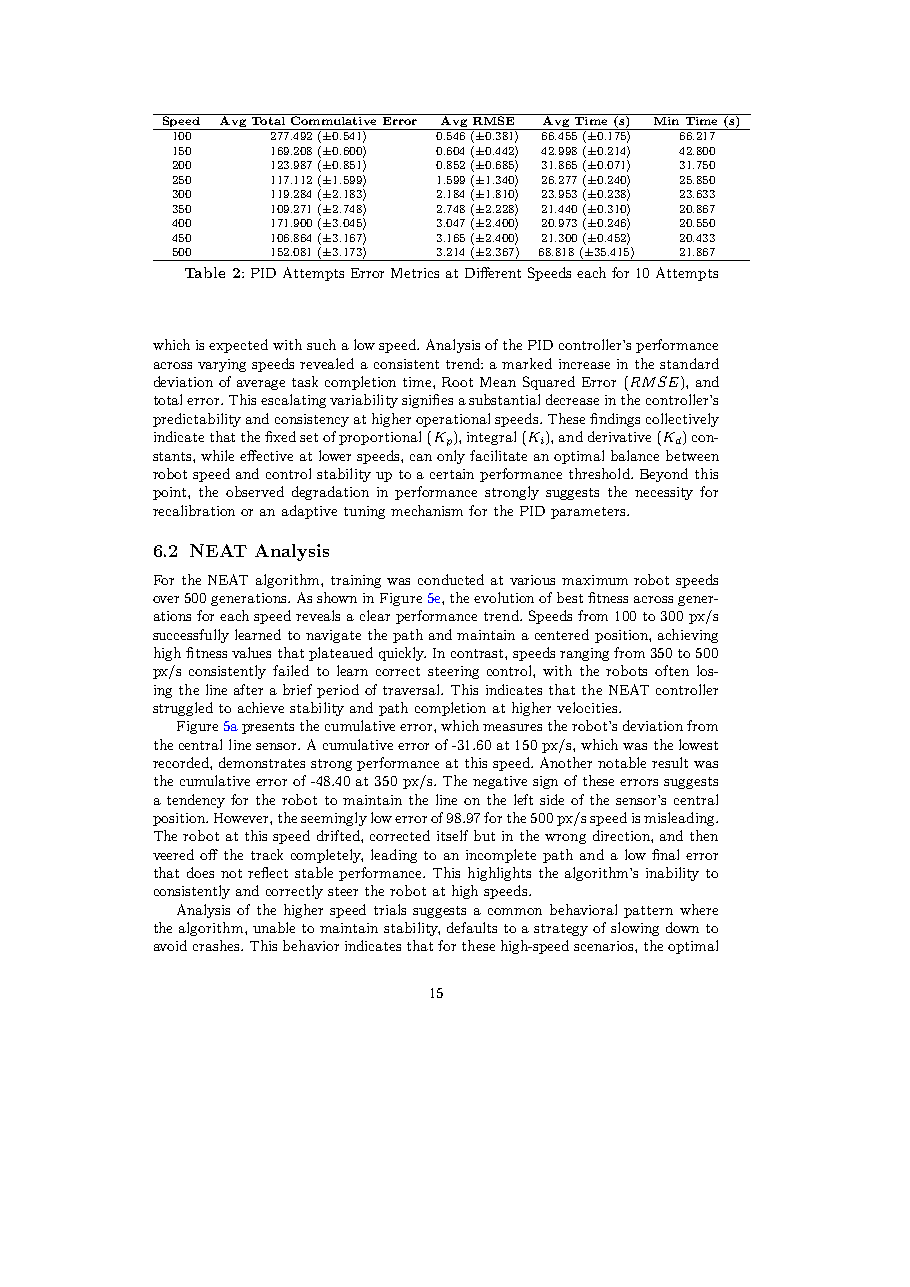 Speed Avg Total Commulative Error Avg RMSE Avg Time (s) Min Time (s)
100 277.492 (±0.541) 0.546 (±0.381) 66.455 (±0.175) 66.217
150 169.208 (±0.600) 0.604 (±0.442) 42.998 (±0.214) 42.800
200 123.987 (±0.851) 0.852 (±0.685) 31.865 (±0.071) 31.750
250 117.112 (±1.599) 1.599 (±1.340) 26.277 (±0.240) 25.850
300 119.284 (±2.183) 2.184 (±1.810) 23.953 (±0.238) 23.633
350 109.271 (±2.748) 2.748 (±2.228) 21.440 (±0.310) 20.867
400 171.900 (±3.045) 3.047 (±2.400) 20.973 (±0.246) 20.550
450 106.864 (±3.167) 3.165 (±2.400) 21.300 (±0.452) 20.433
500 152.081 (±3.173) 3.214 (±2.367) 68.818 (±35.415) 21.867
Table 2: PID Attempts Error Metrics at Different Speeds each for 10 Attempts
which is expected with such a low speed. Analysis of the PID controller's performance
across varying speeds revealed a consistent trend: a marked increase in the standard
deviation of average task completion time, Root Mean Squared Error (RMSE), and
total error. This escalating variability signifies a substantial decrease in the controller's
predictability and consistency at higher operational speeds. These findings collectively
indicate that the fixed set of proportional (Kp), integral (Ki), and derivative (Kd) con-
stants, while effective at lower speeds, can only facilitate an optimal balance between
robot speed and control stability up to a certain performance threshold. Beyond this
point, the observed degradation in performance strongly suggests the necessity for
recalibration or an adaptive tuning mechanism for the PID parameters.
6.2 NEAT Analysis
For the NEAT algorithm, training was conducted at various maximum robot speeds
over 500 generations. As shown in Figure 5e, the evolution of best fitness across gener-
ations for each speed reveals a clear performance trend. Speeds from 100 to 300 px/s
successfully learned to navigate the path and maintain a centered position, achieving
high fitness values that plateaued quickly. In contrast, speeds ranging from 350 to 500
px/s consistently failed to learn correct steering control, with the robots often los-
ing the line after a brief period of traversal. This indicates that the NEAT controller
struggled to achieve stability and path completion at higher velocities.
Figure 5a presents the cumulative error, which measures the robot's deviation from
the central line sensor. A cumulative error of -31.60 at 150 px/s, which was the lowest
recorded, demonstrates strong performance at this speed. Another notable result was
the cumulative error of -48.40 at 350 px/s. The negative sign of these errors suggests
a tendency for the robot to maintain the line on the left side of the sensor's central
position. However, the seemingly low error of 98.97 for the 500 px/s speed is misleading.
The robot at this speed drifted, corrected itself but in the wrong direction, and then
veered off the track completely, leading to an incomplete path and a low final error
that does not reflect stable performance. This highlights the algorithm's inability to
consistently and correctly steer the robot at high speeds.
Analysis of the higher speed trials suggests a common behavioral pattern where
the algorithm, unable to maintain stability, defaults to a strategy of slowing down to
avoid crashes. This behavior indicates that for these high-speed scenarios, the optimal
15